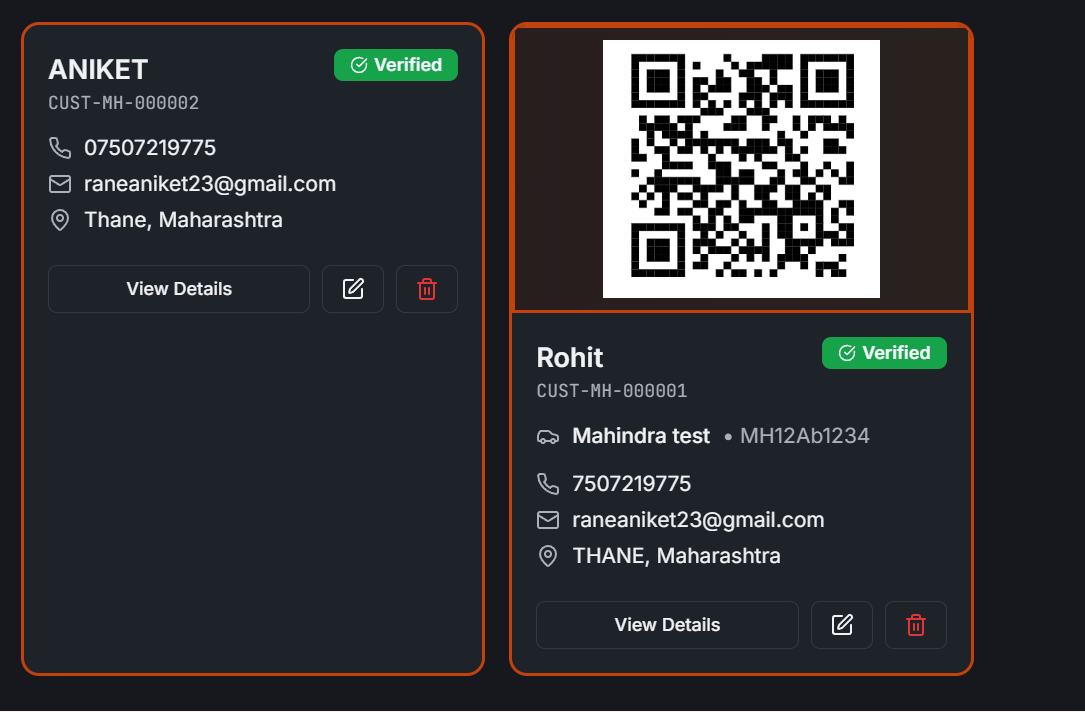 ANIKET
Verified
CUST-MH-000002
07507219775
raneaniket23@gmail.com
Thane, Maharashtra
View Details
Rohit
Verified
CUST-MH-000001
Mahindra test • MH12Ab1234
7507219775
raneaniket23@gmail.com
THANE, Maharashtra
View Details